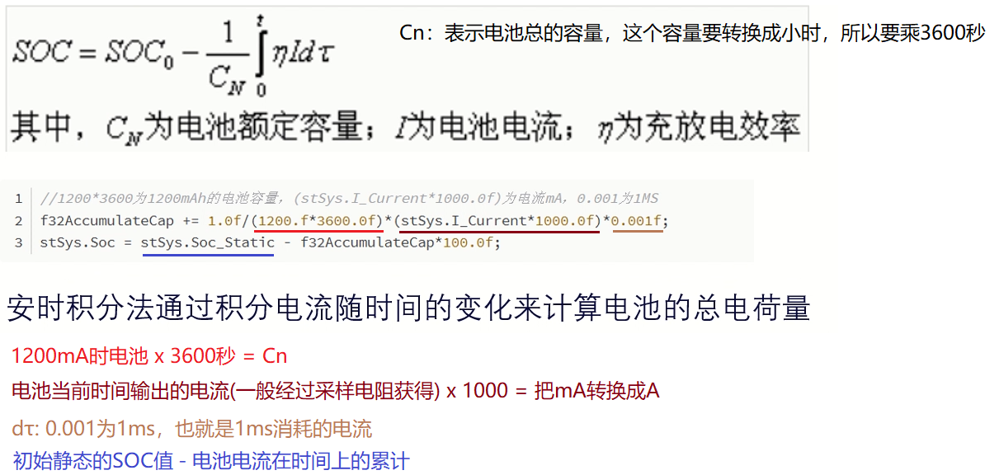 SOC = SOC₀ - 1/C_N ∫₀ᵗ ηIdτ
Cn：表示电池总的容量，这个容量要转换成小时，所以要乘3600秒
其中，C_N为电池额定容量；I为电池电流；η为充放电效率
1 //1200*3600为1200mAh的电池容量，(stSys.I_Current*1000.0f)为电流mA，0.001为1MS
2 f32AccumulateCap += 1.0f/(1200.f*3600.0f)*(stSys.I_Current*1000.0f)*0.001f;
3 stSys.Soc = stSys.Soc_Static - f32AccumulateCap*100.0f;
安时积分法通过积分电流随时间的变化来计算电池的总电荷量
1200mA时电池 x 3600秒 = Cn
电池当前时间输出的电流(一般经过采样电阻获得) x 1000 = 把mA转换成A
dτ: 0.001为1ms，也就是1ms消耗的电流
初始静态的SOC值 - 电池电流在时间上的累计